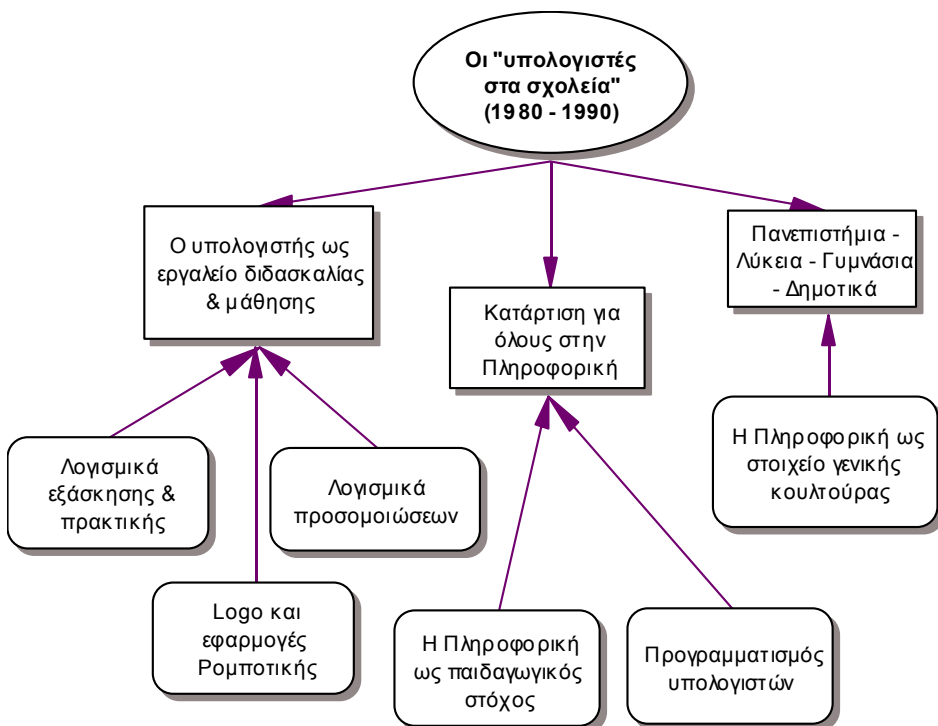 Οι "υπολογιστές
στα σχολεία"
(1980 - 1990)
Ο υπολογιστής ως
εργαλείο διδασκαλίας
& μάθησης
Κατάρτιση για
όλους στην
Πληροφορική
Πανεπιστήμια -
Λύκεια - Γυμνάσια
- Δημοτικά
Λογισμικά
εξάσκησης &
πρακτικής
Λογισμικά
προσομοιώσεων
Η Πληροφορική ως
στοιχείο γενικής
κουλτούρας
Logo και
εφαρμογές
Ρομποτικής
Η Πληροφορική
ως παιδαγωγικός
στόχος
Προγραμματισμός
υπολογιστών